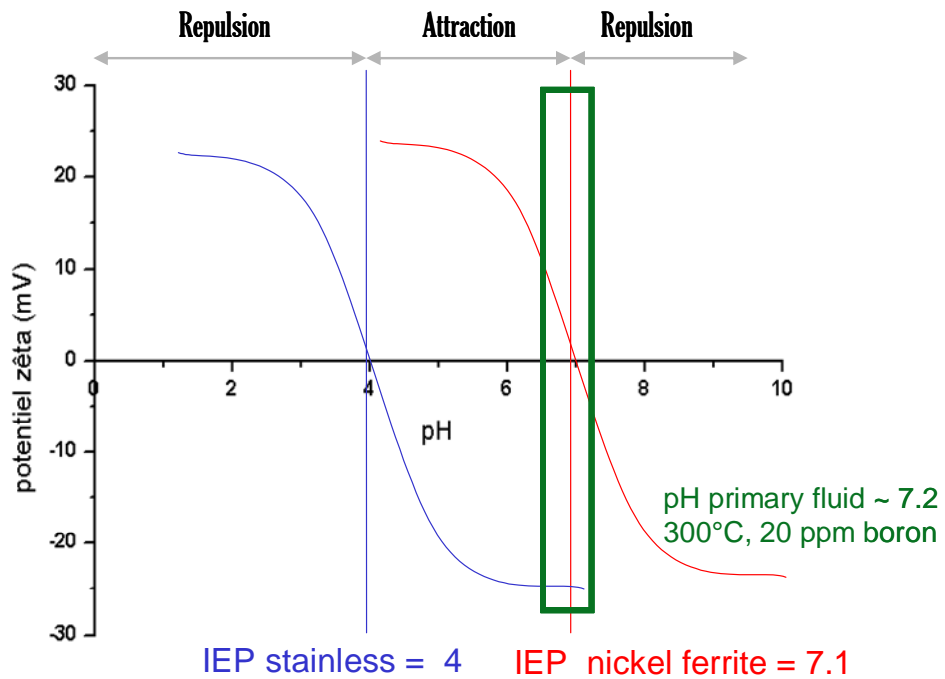 Repulsion Attraction Repulsion
30
20
10
0
-10
-20
-30
0 2 4 6 8 10
potentiel zêta (mV)
pH
pH primary fluid ~ 7.2
300°C, 20 ppm boron
IEP stainless = 4 IEP nickel ferrite = 7.1